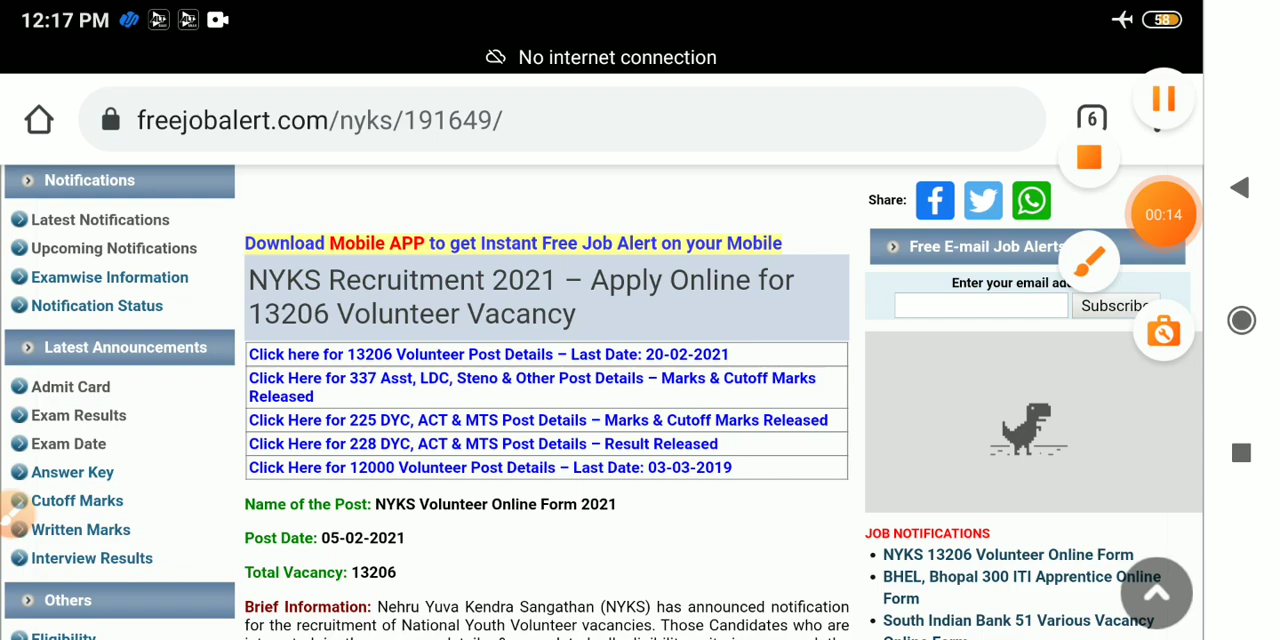 12:17 PM
58
No internet connection
freejobalert.com/nyks/191649/
6
00:14
Notifications
Latest Notifications
Upcoming Notifications
Examwise Information
Notification Status
Latest Announcements
Admit Card
Exam Results
Exam Date
Answer Key
Cutoff Marks
Written Marks
Interview Results
Others
Eligibility
Download Mobile APP to get Instant Free Job Alert on your Mobile
NYKS Recruitment 2021 – Apply Online for
13206 Volunteer Vacancy
Click here for 13206 Volunteer Post Details – Last Date: 20-02-2021
Click Here for 337 Asst, LDC, Steno & Other Post Details – Marks & Cutoff Marks
Released
Click Here for 225 DYC, ACT & MTS Post Details – Marks & Cutoff Marks Released
Click Here for 228 DYC, ACT & MTS Post Details – Result Released
Click Here for 12000 Volunteer Post Details – Last Date: 03-03-2019
Name of the Post: NYKS Volunteer Online Form 2021
Post Date: 05-02-2021
Total Vacancy: 13206
Brief Information: Nehru Yuva Kendra Sangathan (NYKS) has announced notification
for the recruitment of National Youth Volunteer vacancies. Those Candidates who are
Share:
Free E-mail Job Alerts
Enter your email
Subscribe
JOB NOTIFICATIONS
NYKS 13206 Volunteer Online Form
BHEL, Bhopal 300 ITI Apprentice Online
Form
South Indian Bank 51 Various Vacancy
Online Form